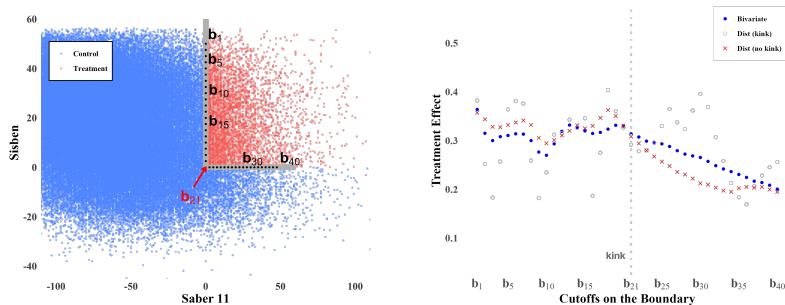 60
40
20
0
-20
-40
Sisben
Control
Treatment
b1
b5
b10
b15
b30
b40
b21
-100
-50
0
50
100
Saber 11
Bivariate
Dist (kink)
Dist (no kink)
0.5
0.4
0.3
0.2
0.1
Treatment Effect
kink
b1
b5
b10
b15
b21
b25
b30
b35
b40
Cutoffs on the Boundary